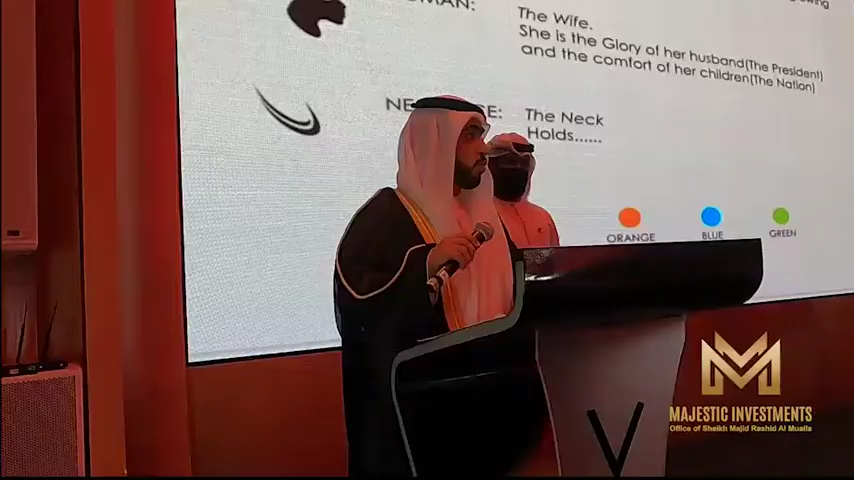 The Wife.
She is the Glory of Her husband(The President)
and the comfort of her children(The Nation)
The Neck
Holds......
ORANGE
BLUE
GREEN
MAJESTIC INVESTMENTS
Office of Sheikh Majid Rashid Al Mualla